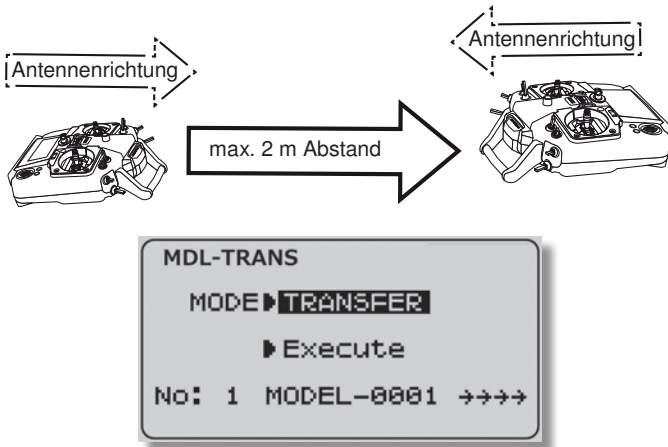 Antennenrichtung
Antennenrichtung
max. 2 m Abstand
MDL-TRANS
MODE▶TRANSFER
▶Execute
No: 1 MODEL-0001 →→→→